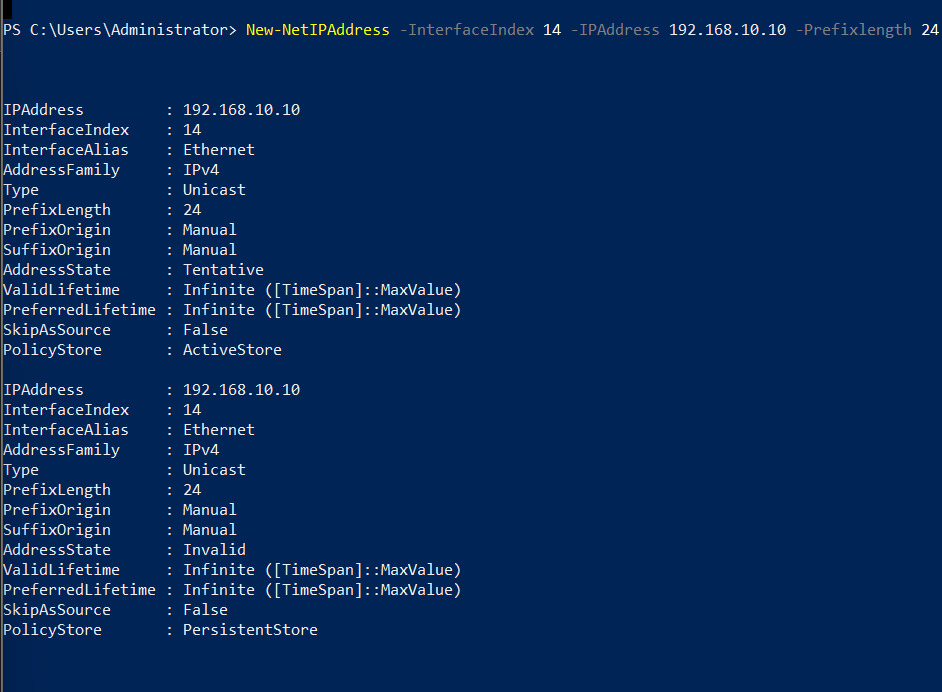 PS C:\Users\Administrator> New-NetIPAddress -InterfaceIndex 14 -IPAddress 192.168.10.10 -Prefixlength 24
IPAddress         : 192.168.10.10
InterfaceIndex    : 14
InterfaceAlias    : Ethernet
AddressFamily     : IPv4
Type              : Unicast
PrefixLength      : 24
PrefixOrigin      : Manual
SuffixOrigin      : Manual
AddressState      : Tentative
ValidLifetime     : Infinite ([TimeSpan]::MaxValue)
PreferredLifetime : Infinite ([TimeSpan]::MaxValue)
SkipAsSource      : False
PolicyStore       : ActiveStore
IPAddress         : 192.168.10.10
InterfaceIndex    : 14
InterfaceAlias    : Ethernet
AddressFamily     : IPv4
Type              : Unicast
PrefixLength      : 24
PrefixOrigin      : Manual
SuffixOrigin      : Manual
AddressState      : Invalid
ValidLifetime     : Infinite ([TimeSpan]::MaxValue)
PreferredLifetime : Infinite ([TimeSpan]::MaxValue)
SkipAsSource      : False
PolicyStore       : PersistentStore